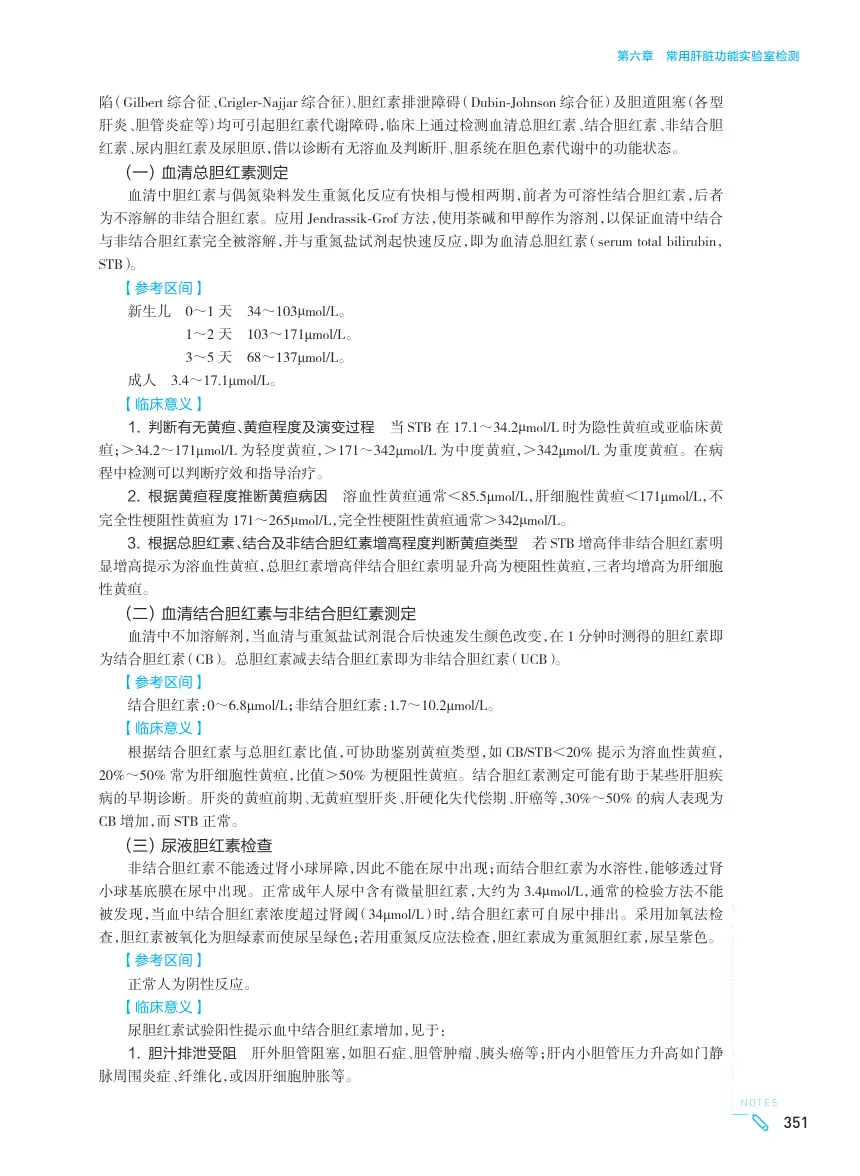 第六章 常用肝脏功能实验室检测
陷（Gilbert 综合征、Crigler-Najjar 综合征）、胆红素排泄障碍（Dubin-Johnson 综合征）及胆道阻塞（各型
肝炎、胆管炎症等）均可引起胆红素代谢障碍，临床上通过检测血清总胆红素、结合胆红素、非结合胆
红素、尿内胆红素及尿胆原，借以诊断有无溶血及判断肝、胆系统在胆色素代谢中的功能状态。
（一）血清总胆红素测定
血清中胆红素与偶氮染料发生重氮化反应有快相与慢相两期，前者为可溶性结合胆红素，后者
为不溶解的非结合胆红素。应用 Jendrassik-Grof 方法，使用茶碱和甲醇作为溶剂，以保证血清中结合
与非结合胆红素完全被溶解，并与重氮盐试剂起快速反应，即为血清总胆红素（serum total bilirubin，
STB）。
【参考区间】
新生儿 0～1 天 34～103μmol/L。
1～2 天 103～171μmol/L。
3～5 天 68～137μmol/L。
成人 3.4～17.1μmol/L。
【临床意义】
1. 判断有无黄疸、黄疸程度及演变过程 当 STB 在 17.1～34.2μmol/L 时为隐性黄疸或亚临床黄
疸；＞34.2～171μmol/L 为轻度黄疸，＞171～342μmol/L 为中度黄疸，＞342μmol/L 为重度黄疸。在病
程中检测可以判断疗效和指导治疗。
2. 根据黄疸程度推断黄疸病因 溶血性黄疸通常＜85.5μmol/L，肝细胞性黄疸＜171μmol/L，不
完全性梗阻性黄疸为 171～265μmol/L，完全性梗阻性黄疸通常＞342μmol/L。
3. 根据总胆红素、结合及非结合胆红素增高程度判断黄疸类型 若 STB 增高伴非结合胆红素明
显增高提示为溶血性黄疸，总胆红素增高伴结合胆红素明显升高为梗阻性黄疸，三者均增高为肝细胞
性黄疸。
（二）血清结合胆红素与非结合胆红素测定
血清中不加溶解剂，当血清与重氮盐试剂混合后快速发生颜色改变，在 1 分钟时测得的胆红素即
为结合胆红素（CB）。总胆红素减去结合胆红素即为非结合胆红素（UCB）。
【参考区间】
结合胆红素：0～6.8μmol/L；非结合胆红素：1.7～10.2μmol/L。
【临床意义】
根据结合胆红素与总胆红素比值，可协助鉴别黄疸类型，如 CB/STB＜20% 提示为溶血性黄疸，
20%～50% 常为肝细胞性黄疸，比值＞50% 为梗阻性黄疸。结合胆红素测定可能有助于某些肝胆疾
病的早期诊断。肝炎的黄疸前期、无黄疸型肝炎、肝硬化失代偿期、肝癌等，30%～50% 的病人表现为
CB 增加，而 STB 正常。
（三）尿液胆红素检查
非结合胆红素不能透过肾小球屏障，因此不能在尿中出现；而结合胆红素为水溶性，能够透过肾
小球基底膜在尿中出现。正常成年人尿中含有微量胆红素，大约为 3.4μmol/L，通常的检验方法不能
被发现，当血中结合胆红素浓度超过肾阈（34μmol/L）时，结合胆红素可自尿中排出。采用加氧法检
查，胆红素被氧化为胆绿素而使尿呈绿色；若用重氮反应法检查，胆红素成为重氮胆红素，尿呈紫色。
【参考区间】
正常人为阴性反应。
【临床意义】
尿胆红素试验阳性提示血中结合胆红素增加，见于：
1. 胆汁排泄受阻 肝外胆管阻塞，如胆石症、胆管肿瘤、胰头癌等；肝内小胆管压力升高如门静
脉周围炎症、纤维化，或因肝细胞肿胀等。
NOTES
351